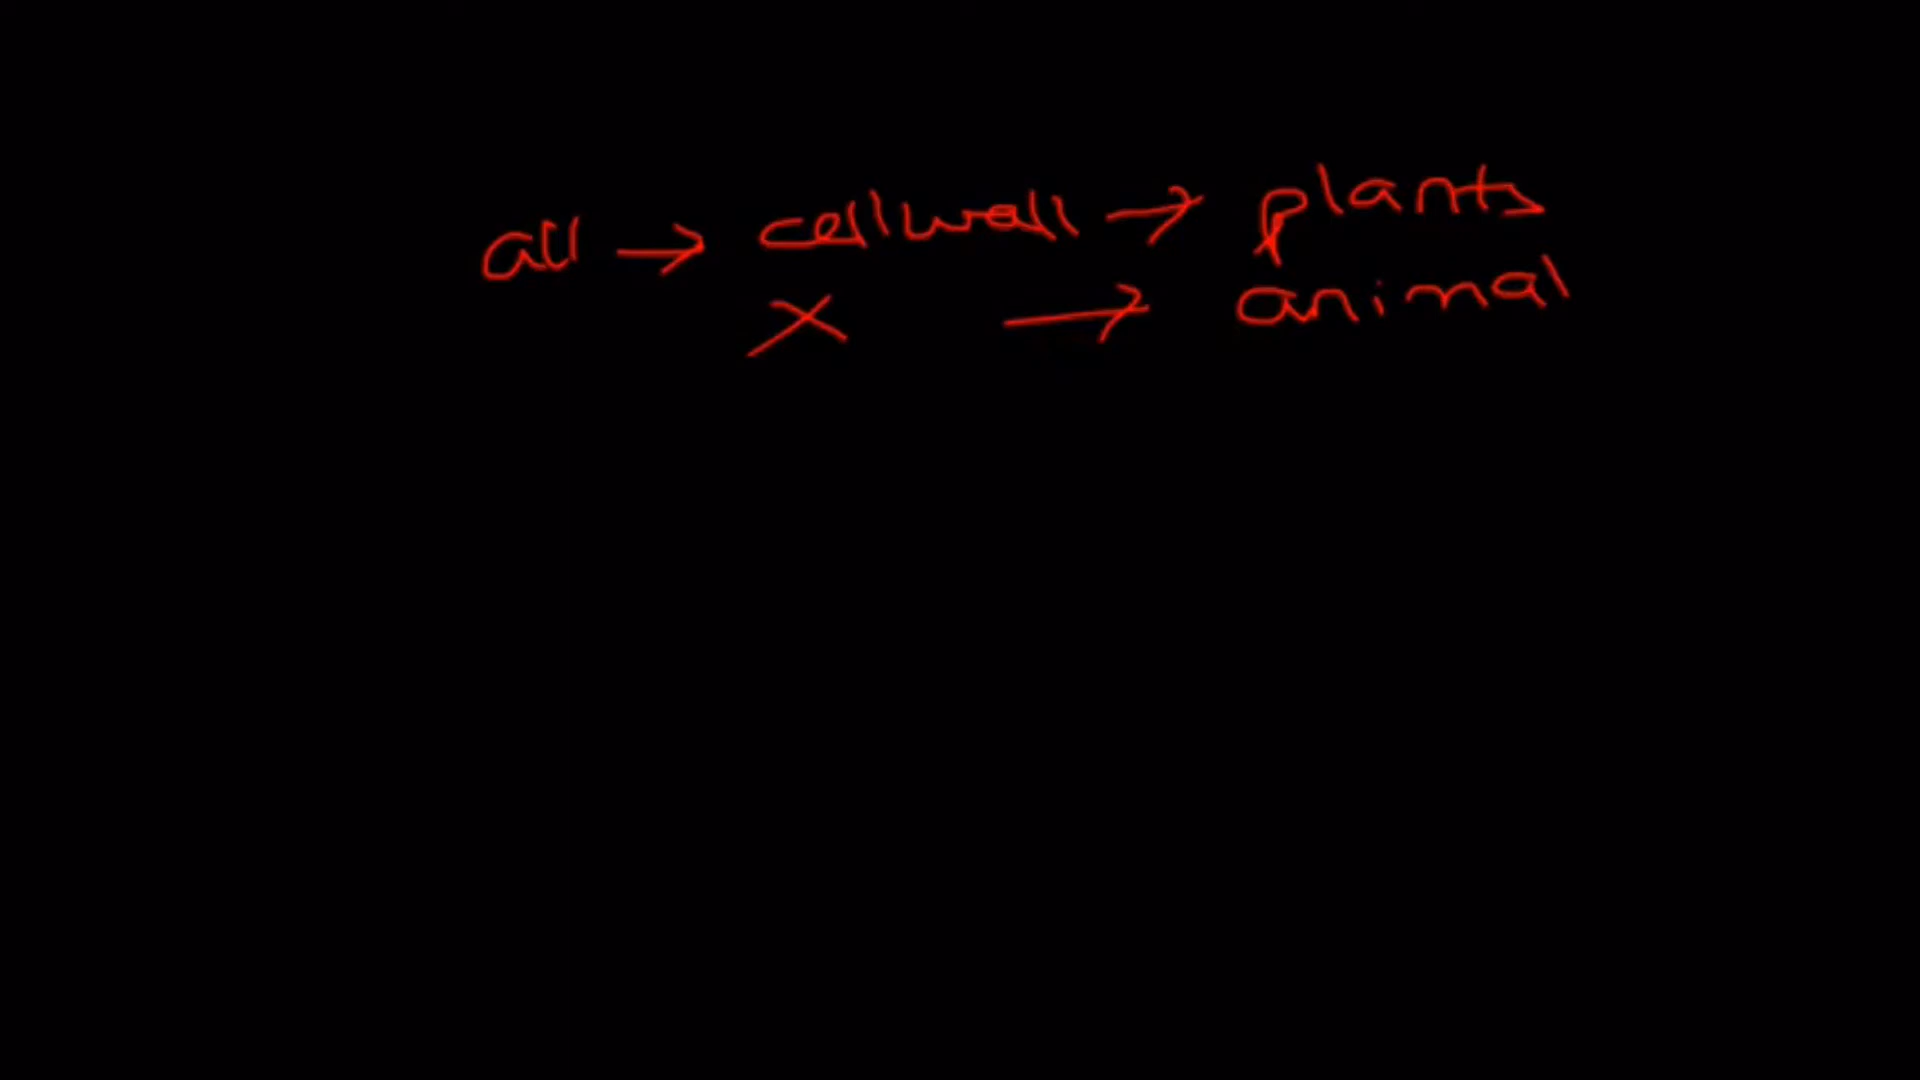 all → cellwall → plants
X → animal